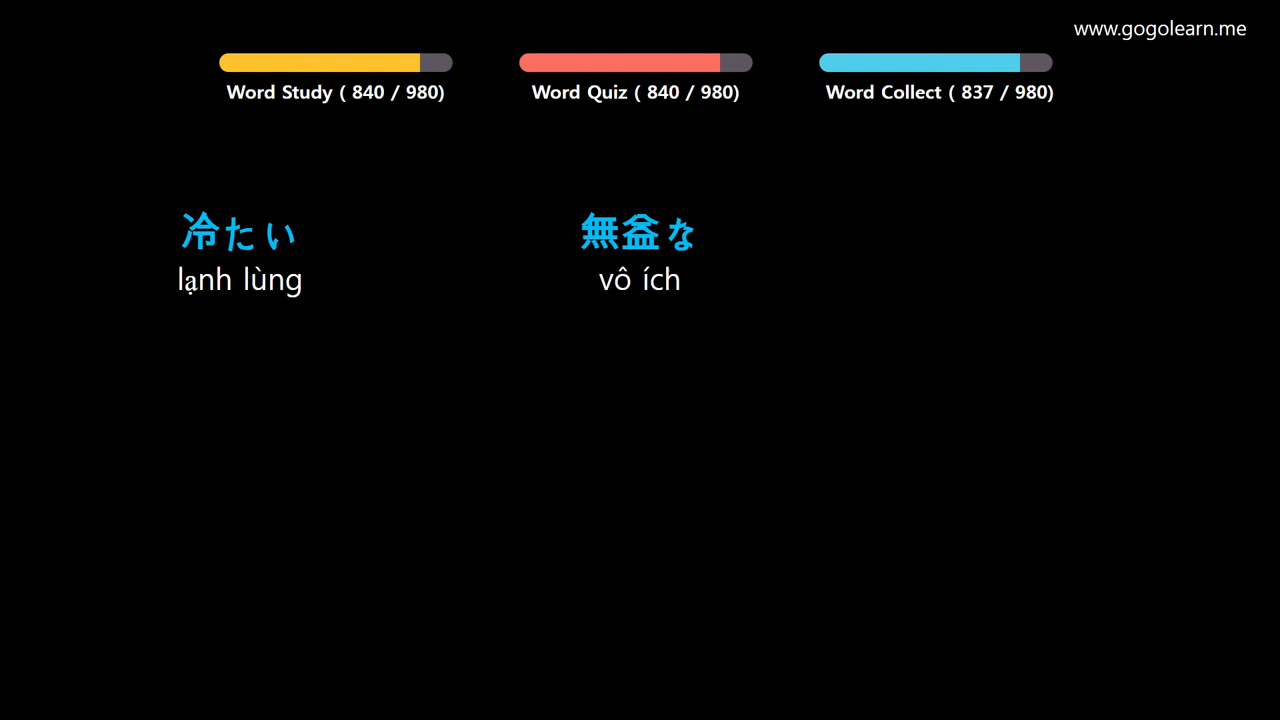 www.gogolearn.me
Word Study ( 840 / 980)
Word Quiz ( 840 / 980)
Word Collect ( 837 / 980)
冷たい
lạnh lùng
無益な
vô ích